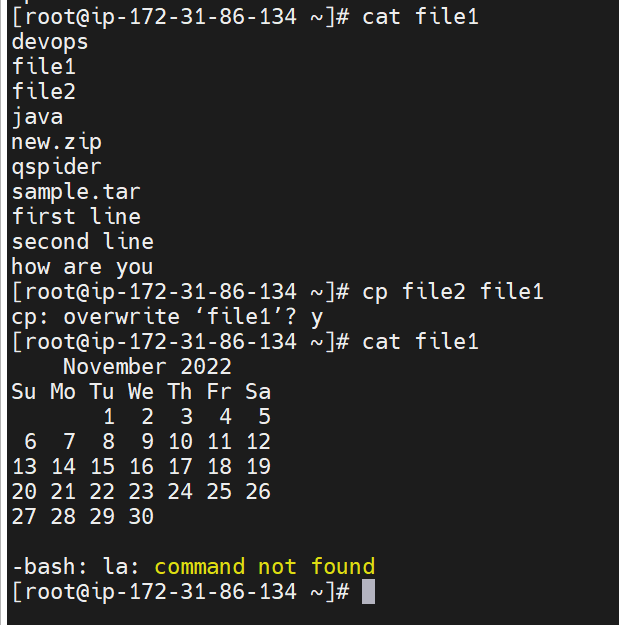 [root@ip-172-31-86-134 ~]# cat file1
devops
file1
file2
java
new.zip
qspider
sample.tar
first line
second line
how are you
[root@ip-172-31-86-134 ~]# cp file2 file1
cp: overwrite ‘file1’? y
[root@ip-172-31-86-134 ~]# cat file1
    November 2022
Su Mo Tu We Th Fr Sa
       1  2  3  4  5
 6  7  8  9 10 11 12
13 14 15 16 17 18 19
20 21 22 23 24 25 26
27 28 29 30

-bash: la: command not found
[root@ip-172-31-86-134 ~]#